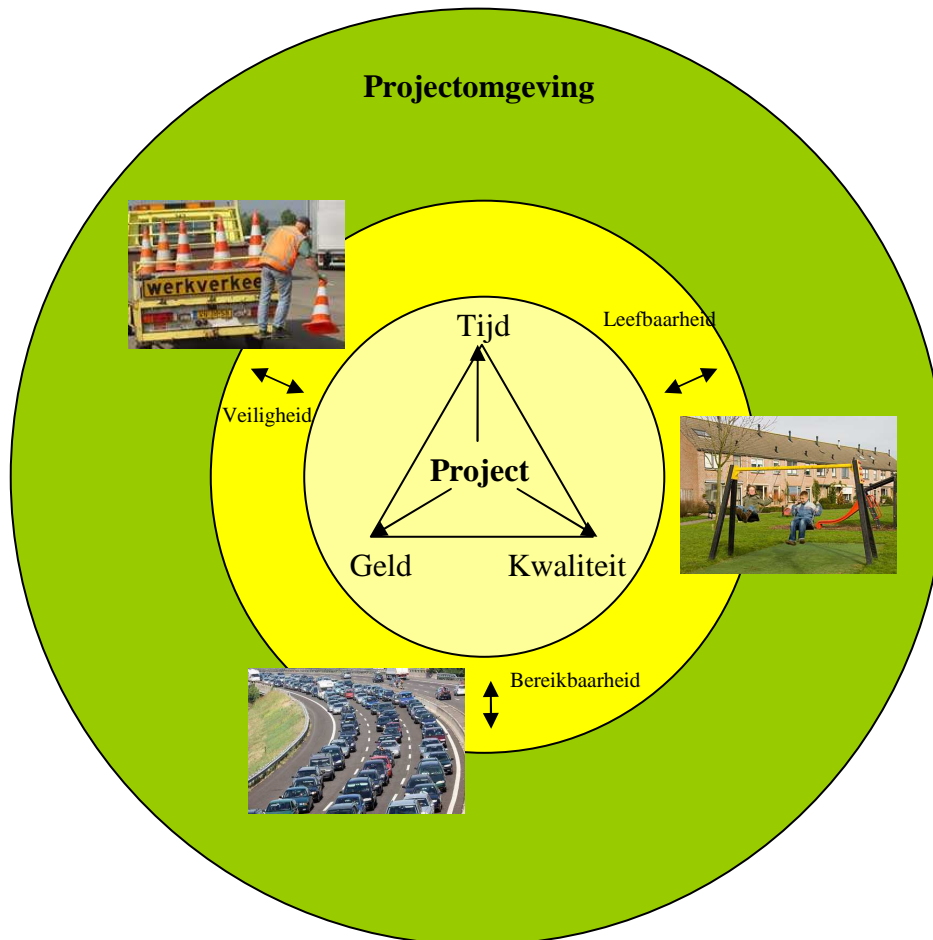 Projectomgeving
werkverkee
Tijd
Leefbaarheid
Veiligheid
Project
Geld
Kwaliteit
Bereikbaarheid